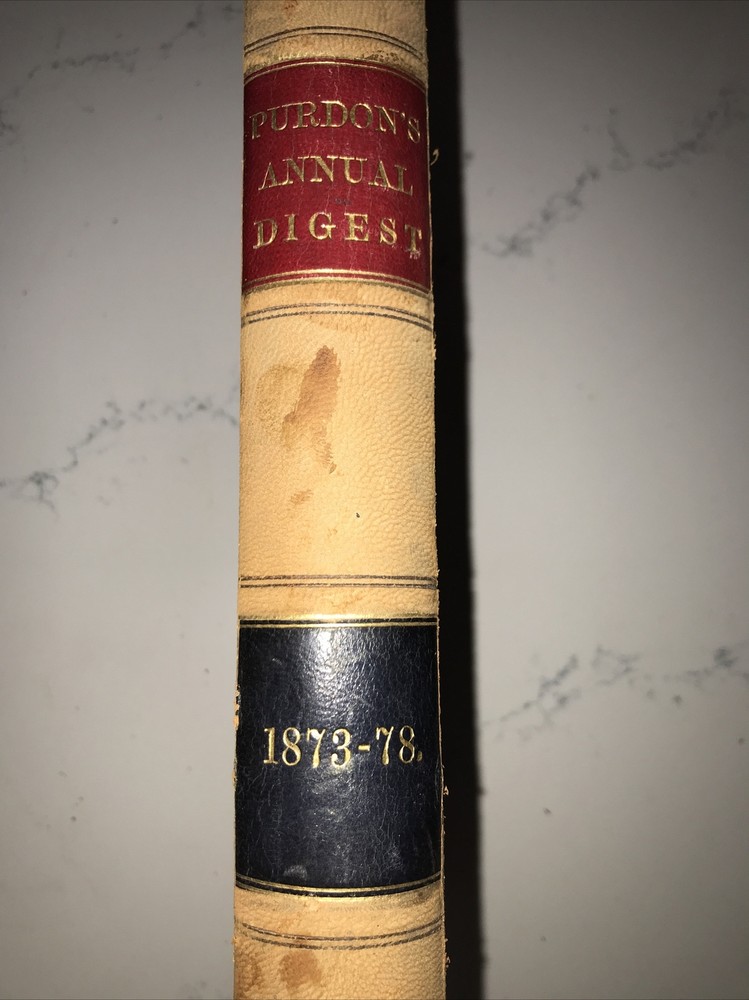 PURDON'S
ANNUAL
DIGEST
1873-78.